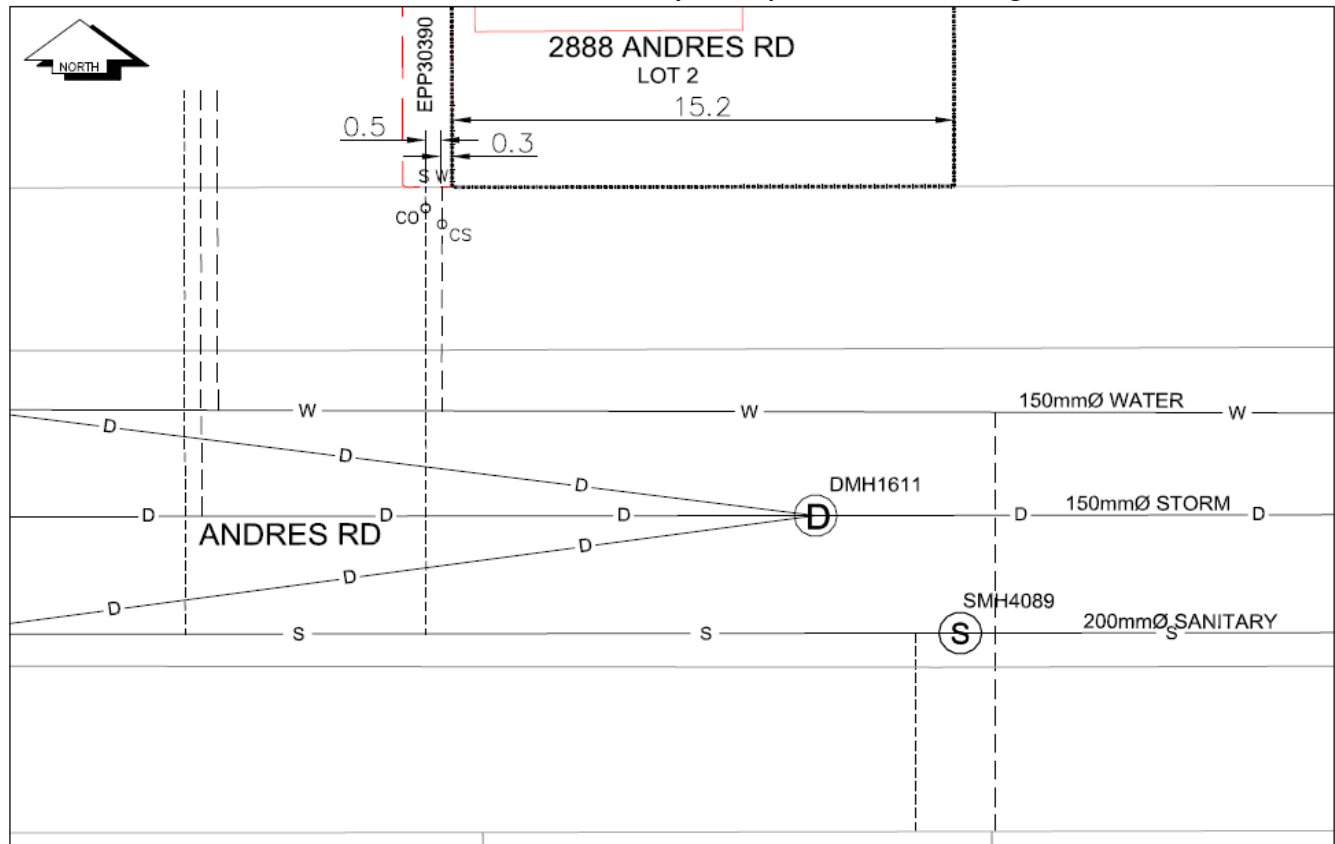 NORTH
EPP30390
2888 ANDRES RD
LOT 2
15.2
0.5
0.3
S W
CO
CS
W
W
150mmØ WATER
W
D
D
D
DMH1611
D
D
D
D
D
D
150mmØ STORM
D
ANDRES RD
D
D
D
SMH4089
S
S
S
200mmØ SANITARY
S